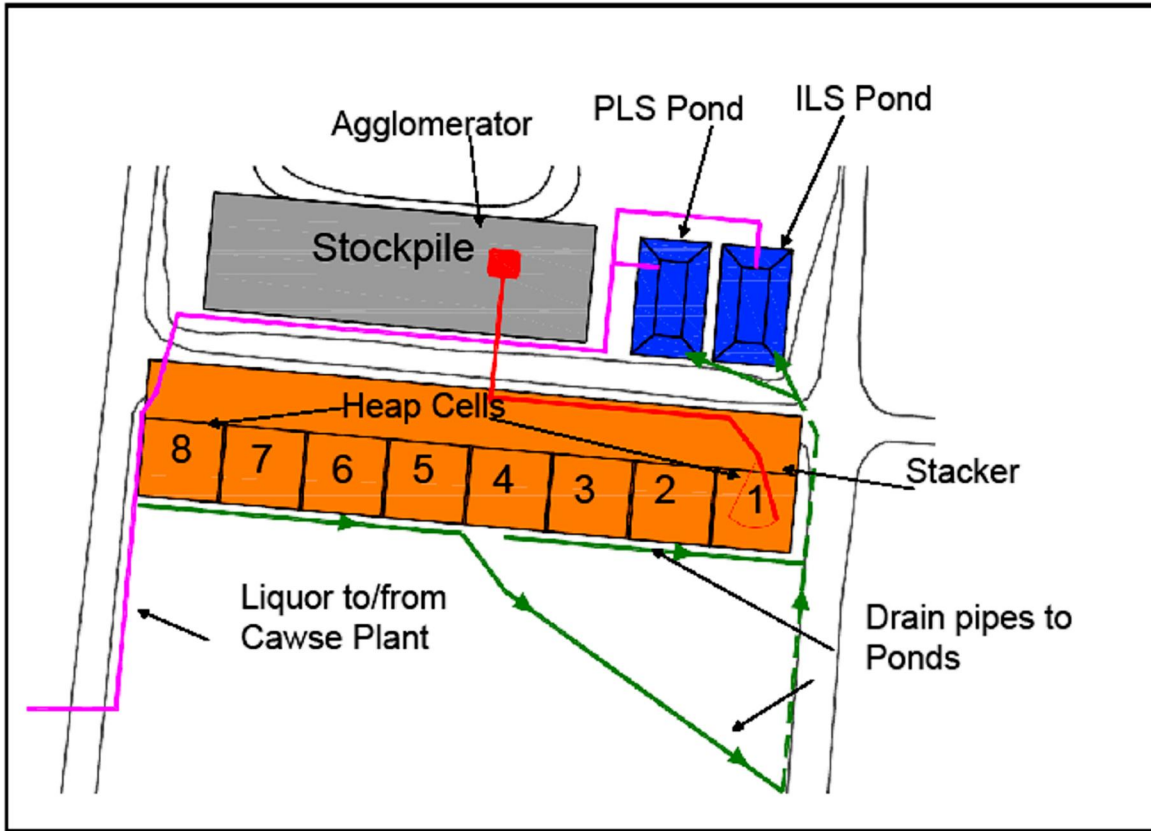 ILS Pond
PLS Pond
Agglomerator
Stockpile
Heap Cells
8 7 6 5 4 3 2 1
Stacker
Liquor to/from
Cawse Plant
Drain pipes to
Ponds